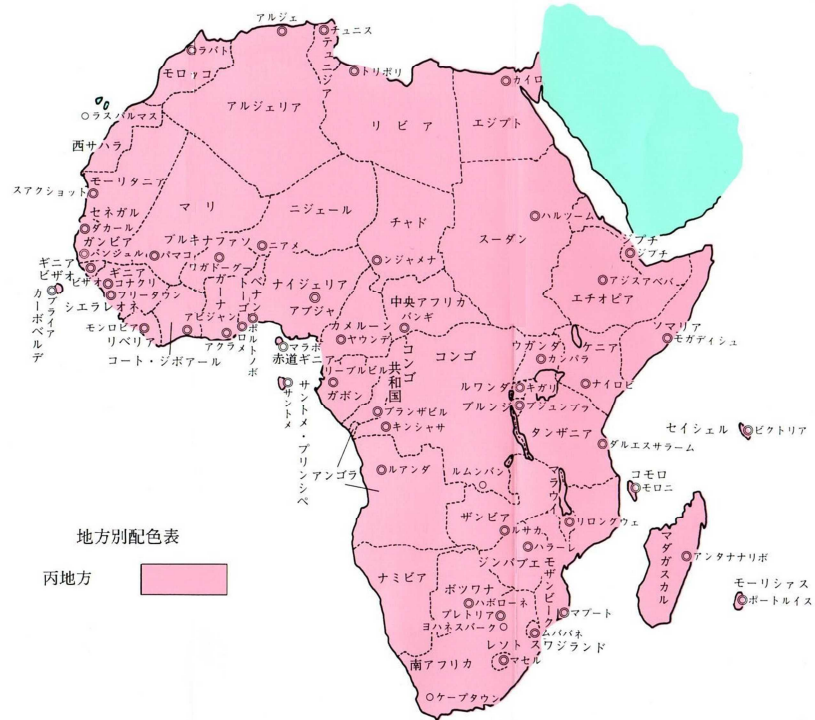 アルジェ
チュニス
ラバト
モロッコ
テュニジア
トリポリ
カイロ
アルジェリア
リビア
エジプト
ラスパルマス
西サハラ
モーリタニア
スアクショット
マリ
ニジェール
チャド
スーダン
ハルツーム
セネガル
ダカール
ガンビア
バンジュル
バマコ
ブルキナファソ
ニアメ
ワガドーグー
ンジャメナ
ジブチ
ジブチ
ギニア
ビサオ
ビサオ
ギニア
コナクリ
フリータウン
シエラレオネ
ガーナ
トーゴ
ベナン
ナイジェリア
アブジャ
中央アフリカ
バンギ
アジスアベバ
エチオピア
プライア
カーボベルデ
モンロビア
リベリア
アビジャン
コート・ジボアール
アクラ
ロメ
ポルトノボ
カメルーン
ヤウンデ
マラボ
赤道ギニア
リーブルビル
ガボン
コンゴ
共和国
コンゴ
ウガンダ
カンパラ
ケニア
ナイロビ
ソマリア
モガディシュ
サントメ
サントメ・プリンシペ
ブランザビル
キンシャサ
ルワンダ
キガリ
ブルンジ
ブジュンブラ
タンザニア
ダルエスサラーム
セイシェル
ビクトリア
アンゴラ
ルアンダ
ルムンバシ
コモロ
モロニ
ザンビア
ルサカ
リロングウェ
ハラーレ
ジンバブエ
モザンビーク
マダガスカル
アンタナナリボ
モーリシァス
ポートルイス
地方別配色表
丙地方
ナミビア
ボツワナ
ハボローネ
プレトリア
ヨハネスバーク
マプート
ムババネ
レソト
スワジランド
マセル
南アフリカ
ケープタウン